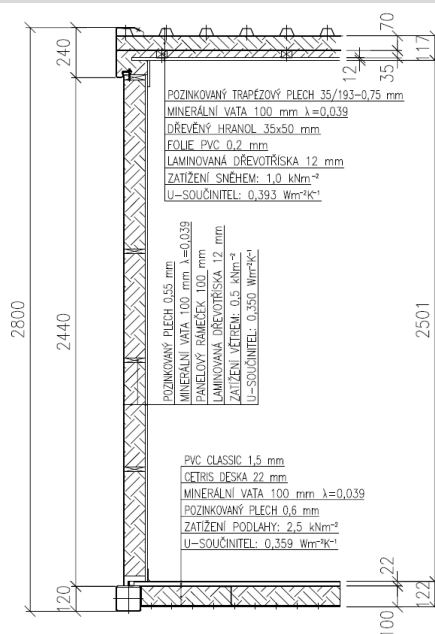 240
70
117
12
35
POZINKOVANÝ TRAPÉZOVÝ PLECH 35/193-0,75 mm
MINERÁLNÍ VATA 100 mm λ=0,039
DŘEVĚNÝ HRANOL 35x50 mm
FOLIE PVC 0,2 mm
LAMINOVANÁ DŘEVOTŘÍSKA 12 mm
ZATÍŽENÍ SNĚHEM: 1,0 kNm⁻²
U-SOUČINITEL: 0,393 Wm⁻²K⁻¹
2800
2440
POZINKOVANÝ PLECH 0,55 mm
MINERÁLNÍ VATA 100 mm λ=0,039
PANELOVÝ RÁMEČEK 100 mm
LAMINOVANÁ DŘEVOTŘÍSKA 12 mm
ZATÍŽENÍ VĚTREM: 0,5 kNm⁻²
U-SOUČINITEL: 0,350 Wm⁻²K⁻¹
2501
PVC CLASSIC 1,5 mm
CETRIS DESKA 22 mm
MINERÁLNÍ VATA 100 mm λ=0,039
POZINKOVANÝ PLECH 0,6 mm
ZATÍŽENÍ PODLAHY: 2,5 kNm⁻²
U-SOUČINITEL: 0,359 Wm⁻²K⁻¹
120
22
122
100